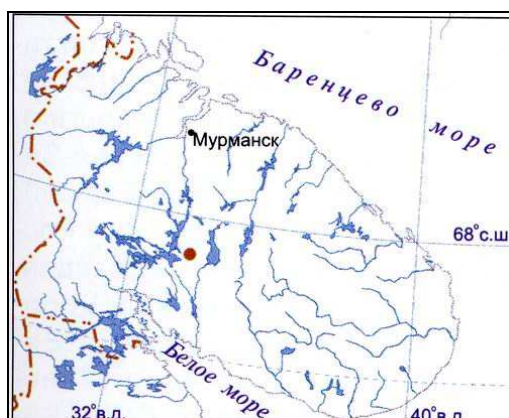 Баренцево море
Мурманск
68°с.ш
Белое море
32°в.д.
40°в.д.